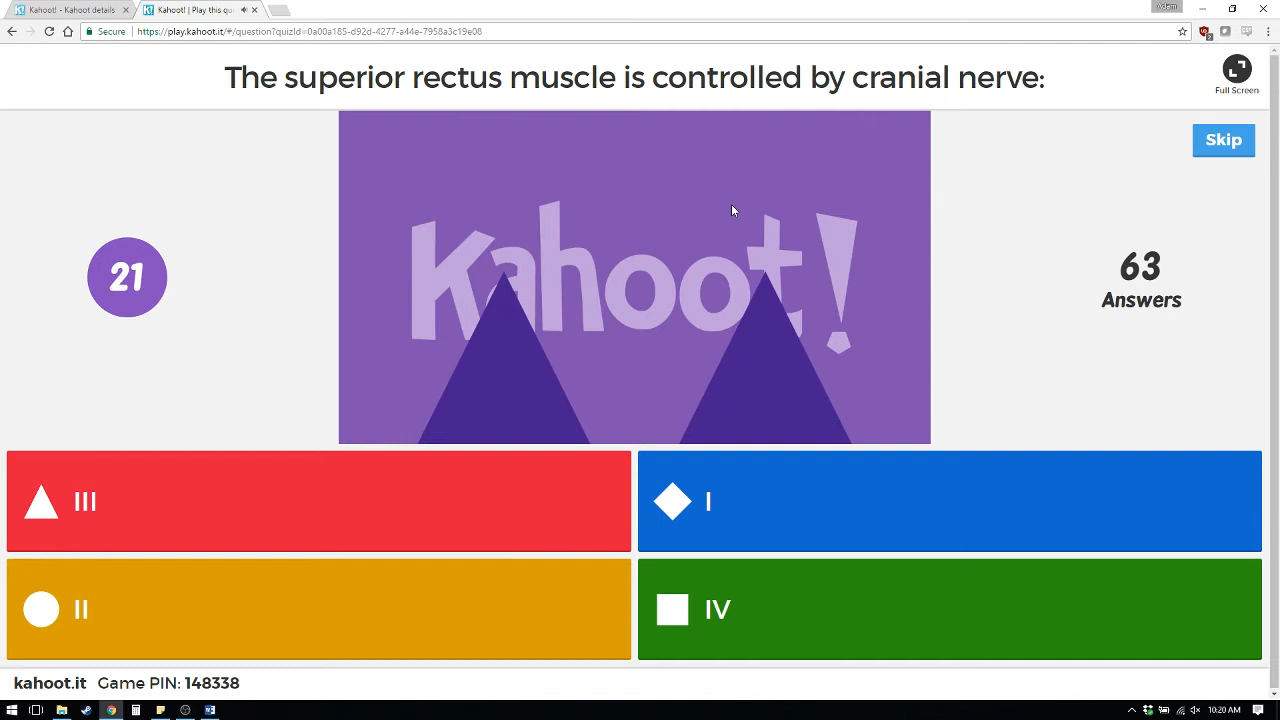 Kahoot! - Kahoot details
Kahoot! | Play this qu
Adam
Secure
https://play.kahoot.it/#/question?quizId=0a00a185-d92d-4277-a44e-7958a3c19e08
2
The superior rectus muscle is controlled by cranial nerve:
Full Screen
Skip
Kahoot!
21
63
Answers
III
I
II
IV
kahoot.it Game PIN: 148338
10:20 AM